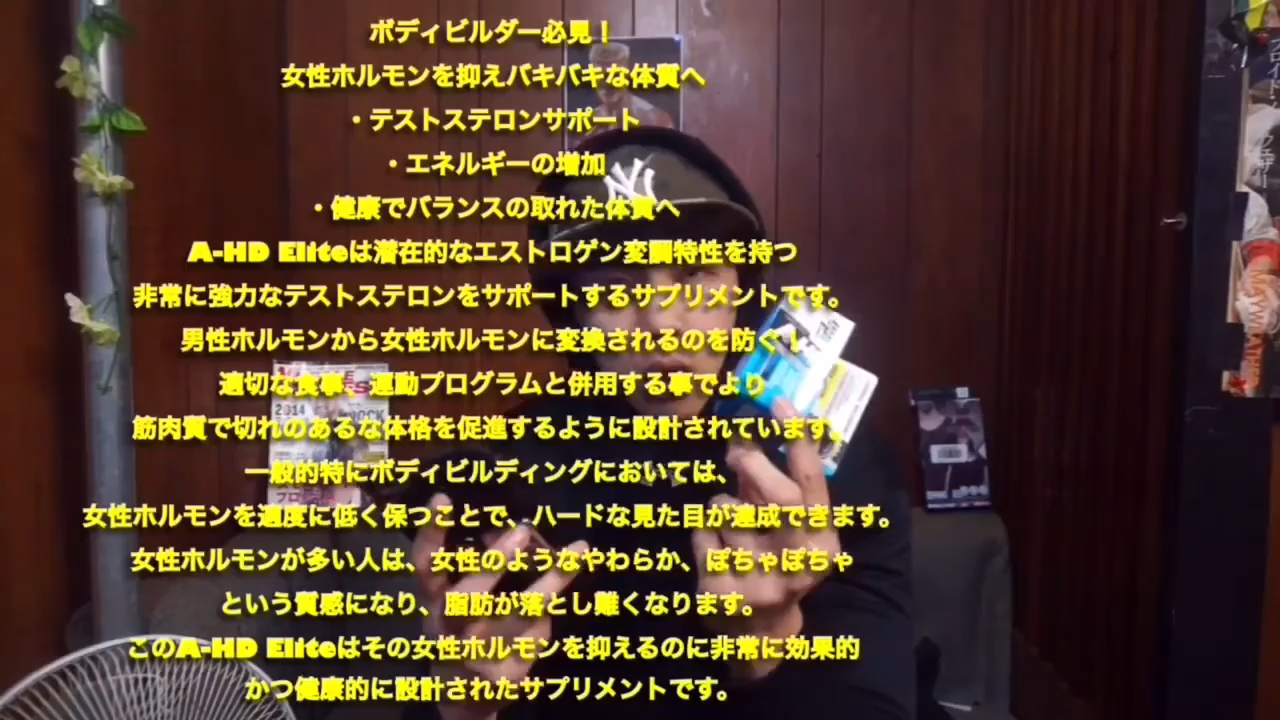 ボディビルダー必見！
女性ホルモンを抑えバキバキな体質へ
・テストステロンサポート
・エネルギーの増加
・健康でバランスの取れた体質へ
A-HD Eliteは潜在的なエストロゲン変調特性を持つ
非常に強力なテストステロンをサポートするサプリメントです。
男性ホルモンから女性ホルモンに変換されるのを防ぐ！
適切な食事、運動プログラムと併用する事でより
筋肉質で切れのあるな体格を促進するように設計されています。
一般的特にボディビルディングにおいては、
女性ホルモンを適度に低く保つことで、ハードな見た目が達成できます。
女性ホルモンが多い人は、女性のようなやわらか、ぽちゃぽちゃ
という質感になり、脂肪が落とし難くなります。
このA-HD Eliteはその女性ホルモンを抑えるのに非常に効果的
かつ健康的に設計されたサプリメントです。
NY
2014
MAYWEATHER